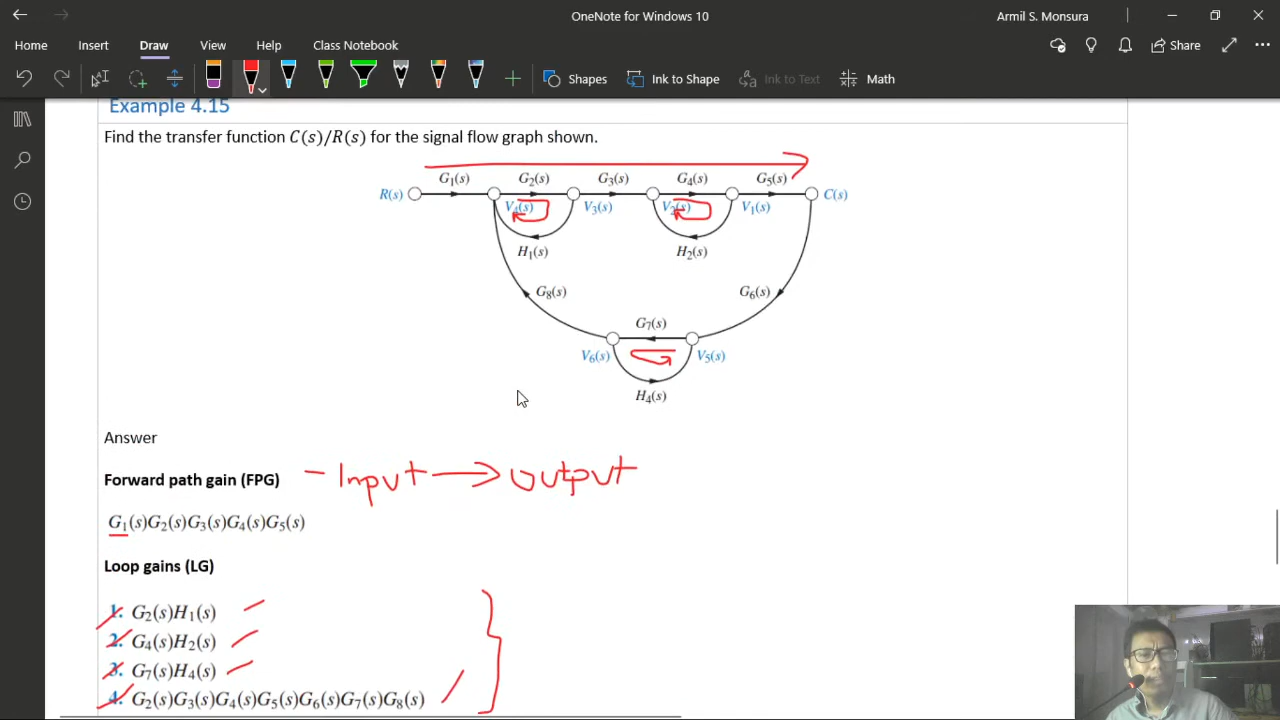 OneNote for Windows 10
Armil S. Monsura
Home Insert Draw View Help Class Notebook
Share
Shapes Ink to Shape Ink to Text Math
Example 4.15
Find the transfer function C(s)/R(s) for the signal flow graph shown.
G₁(s) G₂(s) G₃(s) G₄(s) G₅(s)
R(s) C(s)
V₄(s) V₃(s) V₂(s) V₁(s)
H₁(s) H₂(s)
G₈(s) G₆(s)
G₇(s)
V₆(s) V₅(s)
H₄(s)
Answer
Forward path gain (FPG) - Input → output
G₁(s)G₂(s)G₃(s)G₄(s)G₅(s)
Loop gains (LG)
1. G₂(s)H₁(s)
2. G₄(s)H₂(s)
3. G₇(s)H₄(s)
4. G₂(s)G₃(s)G₄(s)G₅(s)G₆(s)G₇(s)G₈(s)